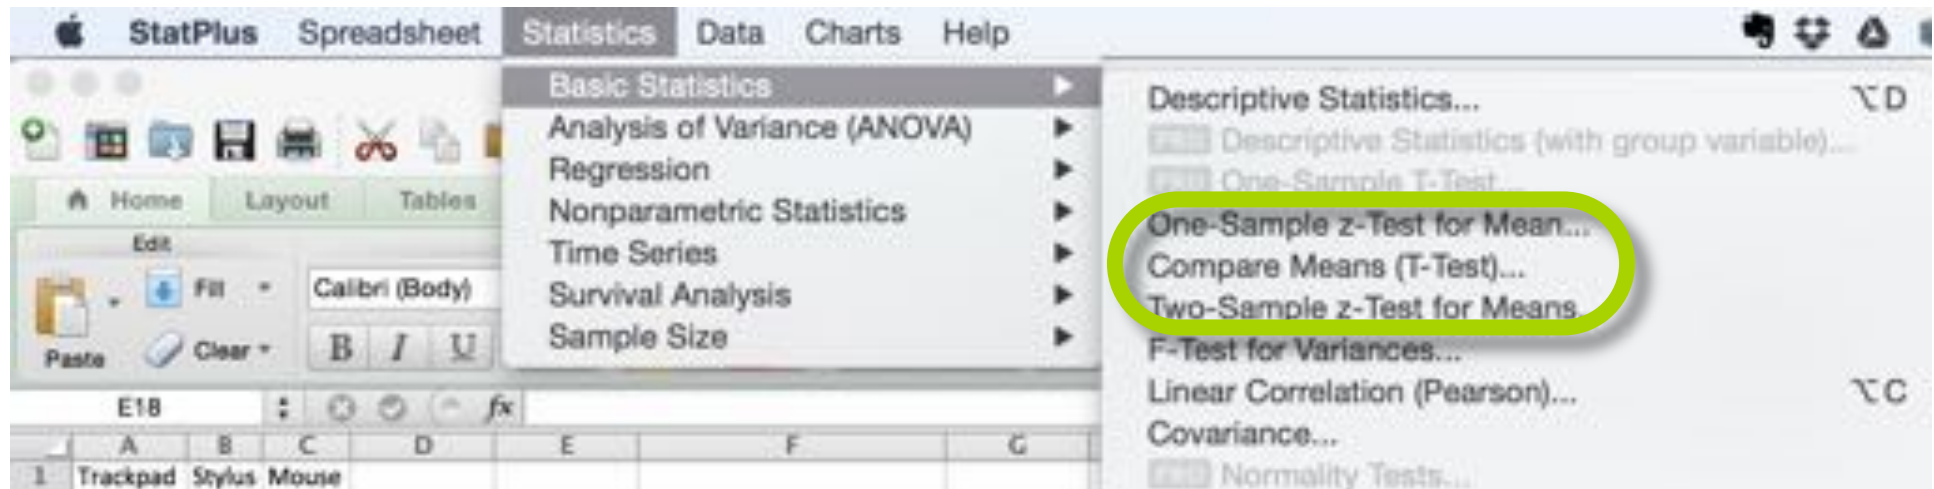 StatPlus Spreadsheet Statistics Data Charts Help
Basic Statistics
Analysis of Variance (ANOVA)
Regression
Nonparametric Statistics
Time Series
Survival Analysis
Sample Size
Descriptive Statistics... ⌥D
Descriptive Statistics (with group variable)...
One-Sample T-Test...
One-Sample z-Test for Mean...
Compare Means (T-Test)...
Two-Sample z-Test for Means
F-Test for Variances...
Linear Correlation (Pearson)... ⌥C
Covariance...
Normality Tests...
Home Layout Tables
Edit
Fill
Calibri (Body)
Paste Clear B I U
E18 fx
A B C D E F G
1 Trackpad Stylus Mouse